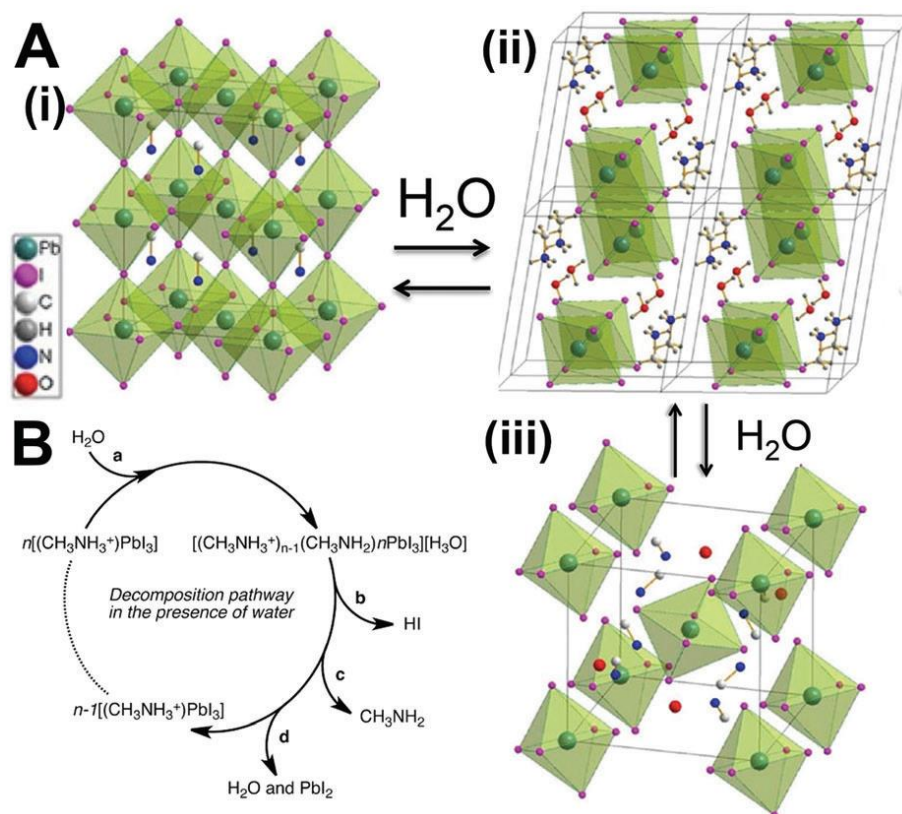 A
(i)
(ii)
H₂O
Pb
I
C
H
N
O
B
(iii)
H₂O
H₂O
a
n[(CH₃NH₃⁺)PbI₃]
[(CH₃NH₃⁺)ₙ₋₁(CH₃NH₂)nPbI₃][H₃O]
Decomposition pathway
in the presence of water
b
HI
c
n-1[(CH₃NH₃⁺)PbI₃]
CH₃NH₂
d
H₂O and PbI₂